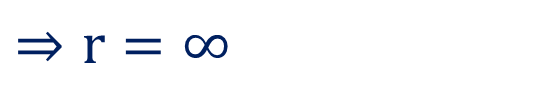 ⇒ r = ∞